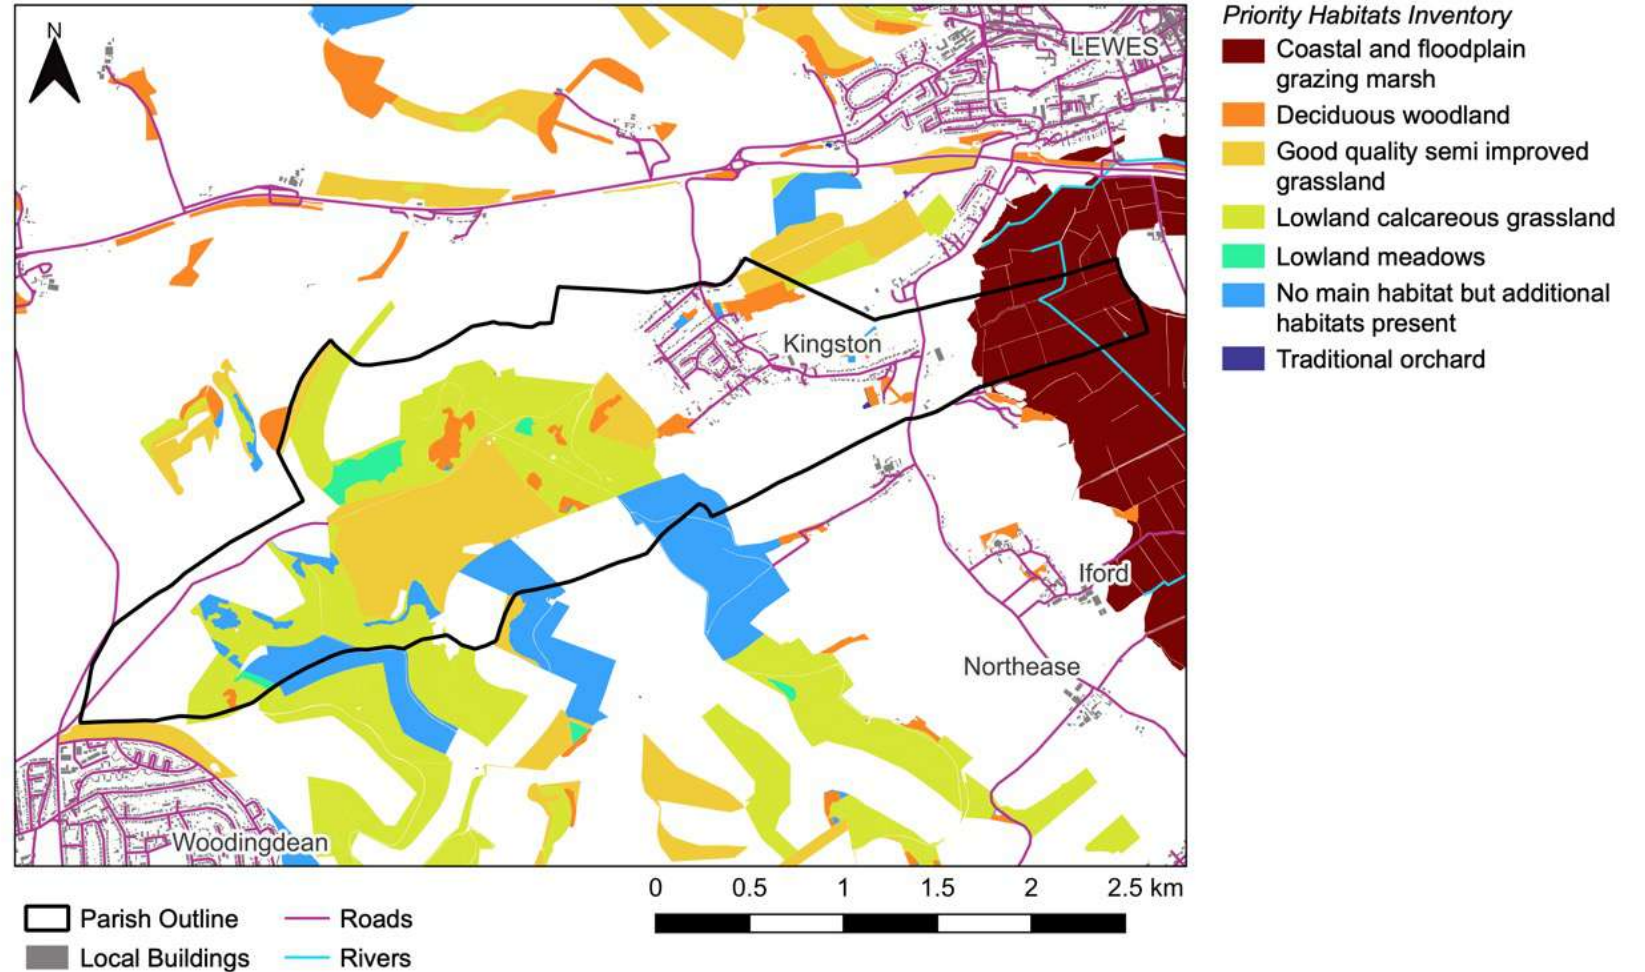 N
LEWES
Kingston
Iford
Northease
Woodingdean
Priority Habitats Inventory
Coastal and floodplain
grazing marsh
Deciduous woodland
Good quality semi improved
grassland
Lowland calcareous grassland
Lowland meadows
No main habitat but additional
habitats present
Traditional orchard
0 0.5 1 1.5 2 2.5 km
Parish Outline
Roads
Local Buildings
Rivers